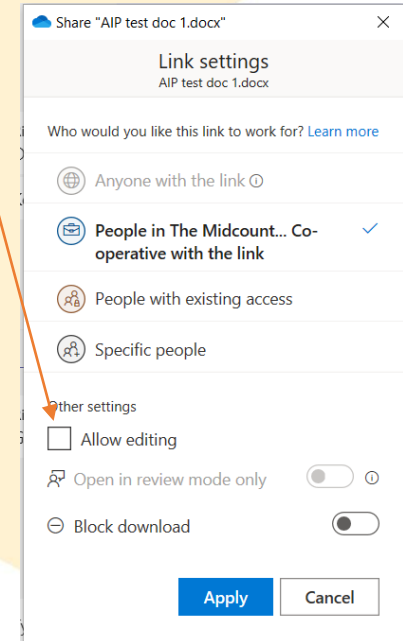 Share "AIP test doc 1.docx"
Link settings
AIP test doc 1.docx
Who would you like this link to work for? Learn more
Anyone with the link
People in The Midcount... Co-
operative with the link
People with existing access
Specific people
Other settings
Allow editing
Open in review mode only
Block download
Apply Cancel